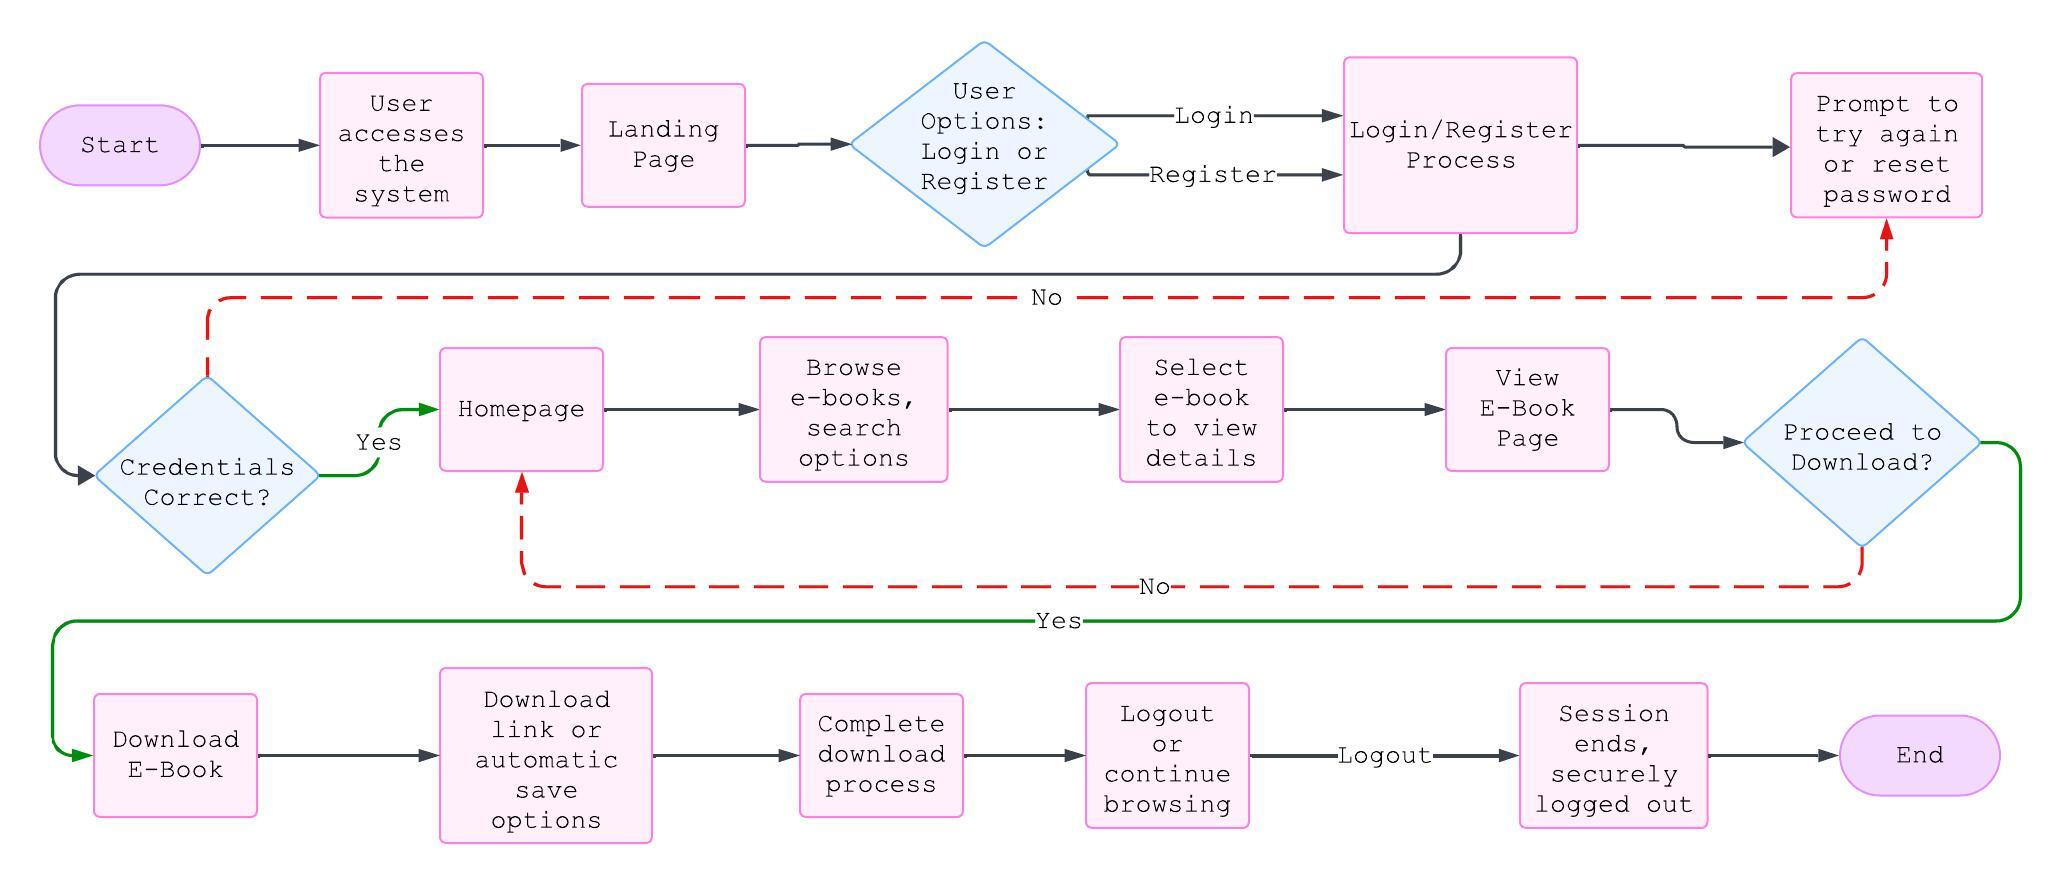 Start
User
accesses
the
system
Landing
Page
User
Options:
Login or
Register
Login
Register
Login/Register
Process
Prompt to
try again
or reset
password
No
Credentials
Correct?
Yes
Homepage
Browse
e-books,
search
options
Select
e-book
to view
details
View
E-Book
Page
Proceed to
Download?
No
Yes
Download
E-Book
Download
link or
automatic
save
options
Complete
download
process
Logout
or
continue
browsing
Logout
Session
ends,
securely
logged out
End